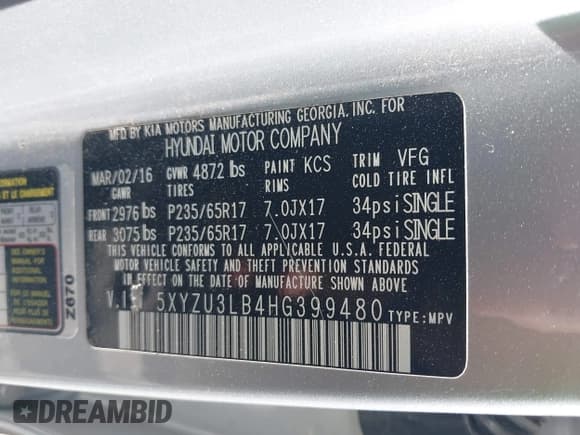 MFD BY KIA MOTORS MANUFACTURING GEORGIA, INC. FOR
HYUNDAI MOTOR COMPANY
MAR/02/16 GVWR 4872 lbs PAINT KCS TRIM VFG
GAWR TIRES RIMS COLD TIRE INFL
FRONT 2976 lbs P235/65R17 7.0JX17 34psi SINGLE
REAR 3075 lbs P235/65R17 7.0JX17 34psi SINGLE
THIS VEHICLE CONFORMS TO ALL APPLICABLE U.S.A. FEDERAL
MOTOR VEHICLE SAFETY AND THEFT PREVENTION STANDARDS
IN EFFECT ON THE DATE OF MANUFACTURE SHOWN ABOVE.
5XYZU3LB4HG399480 TYPE: MPV
Z670
DREAMBID